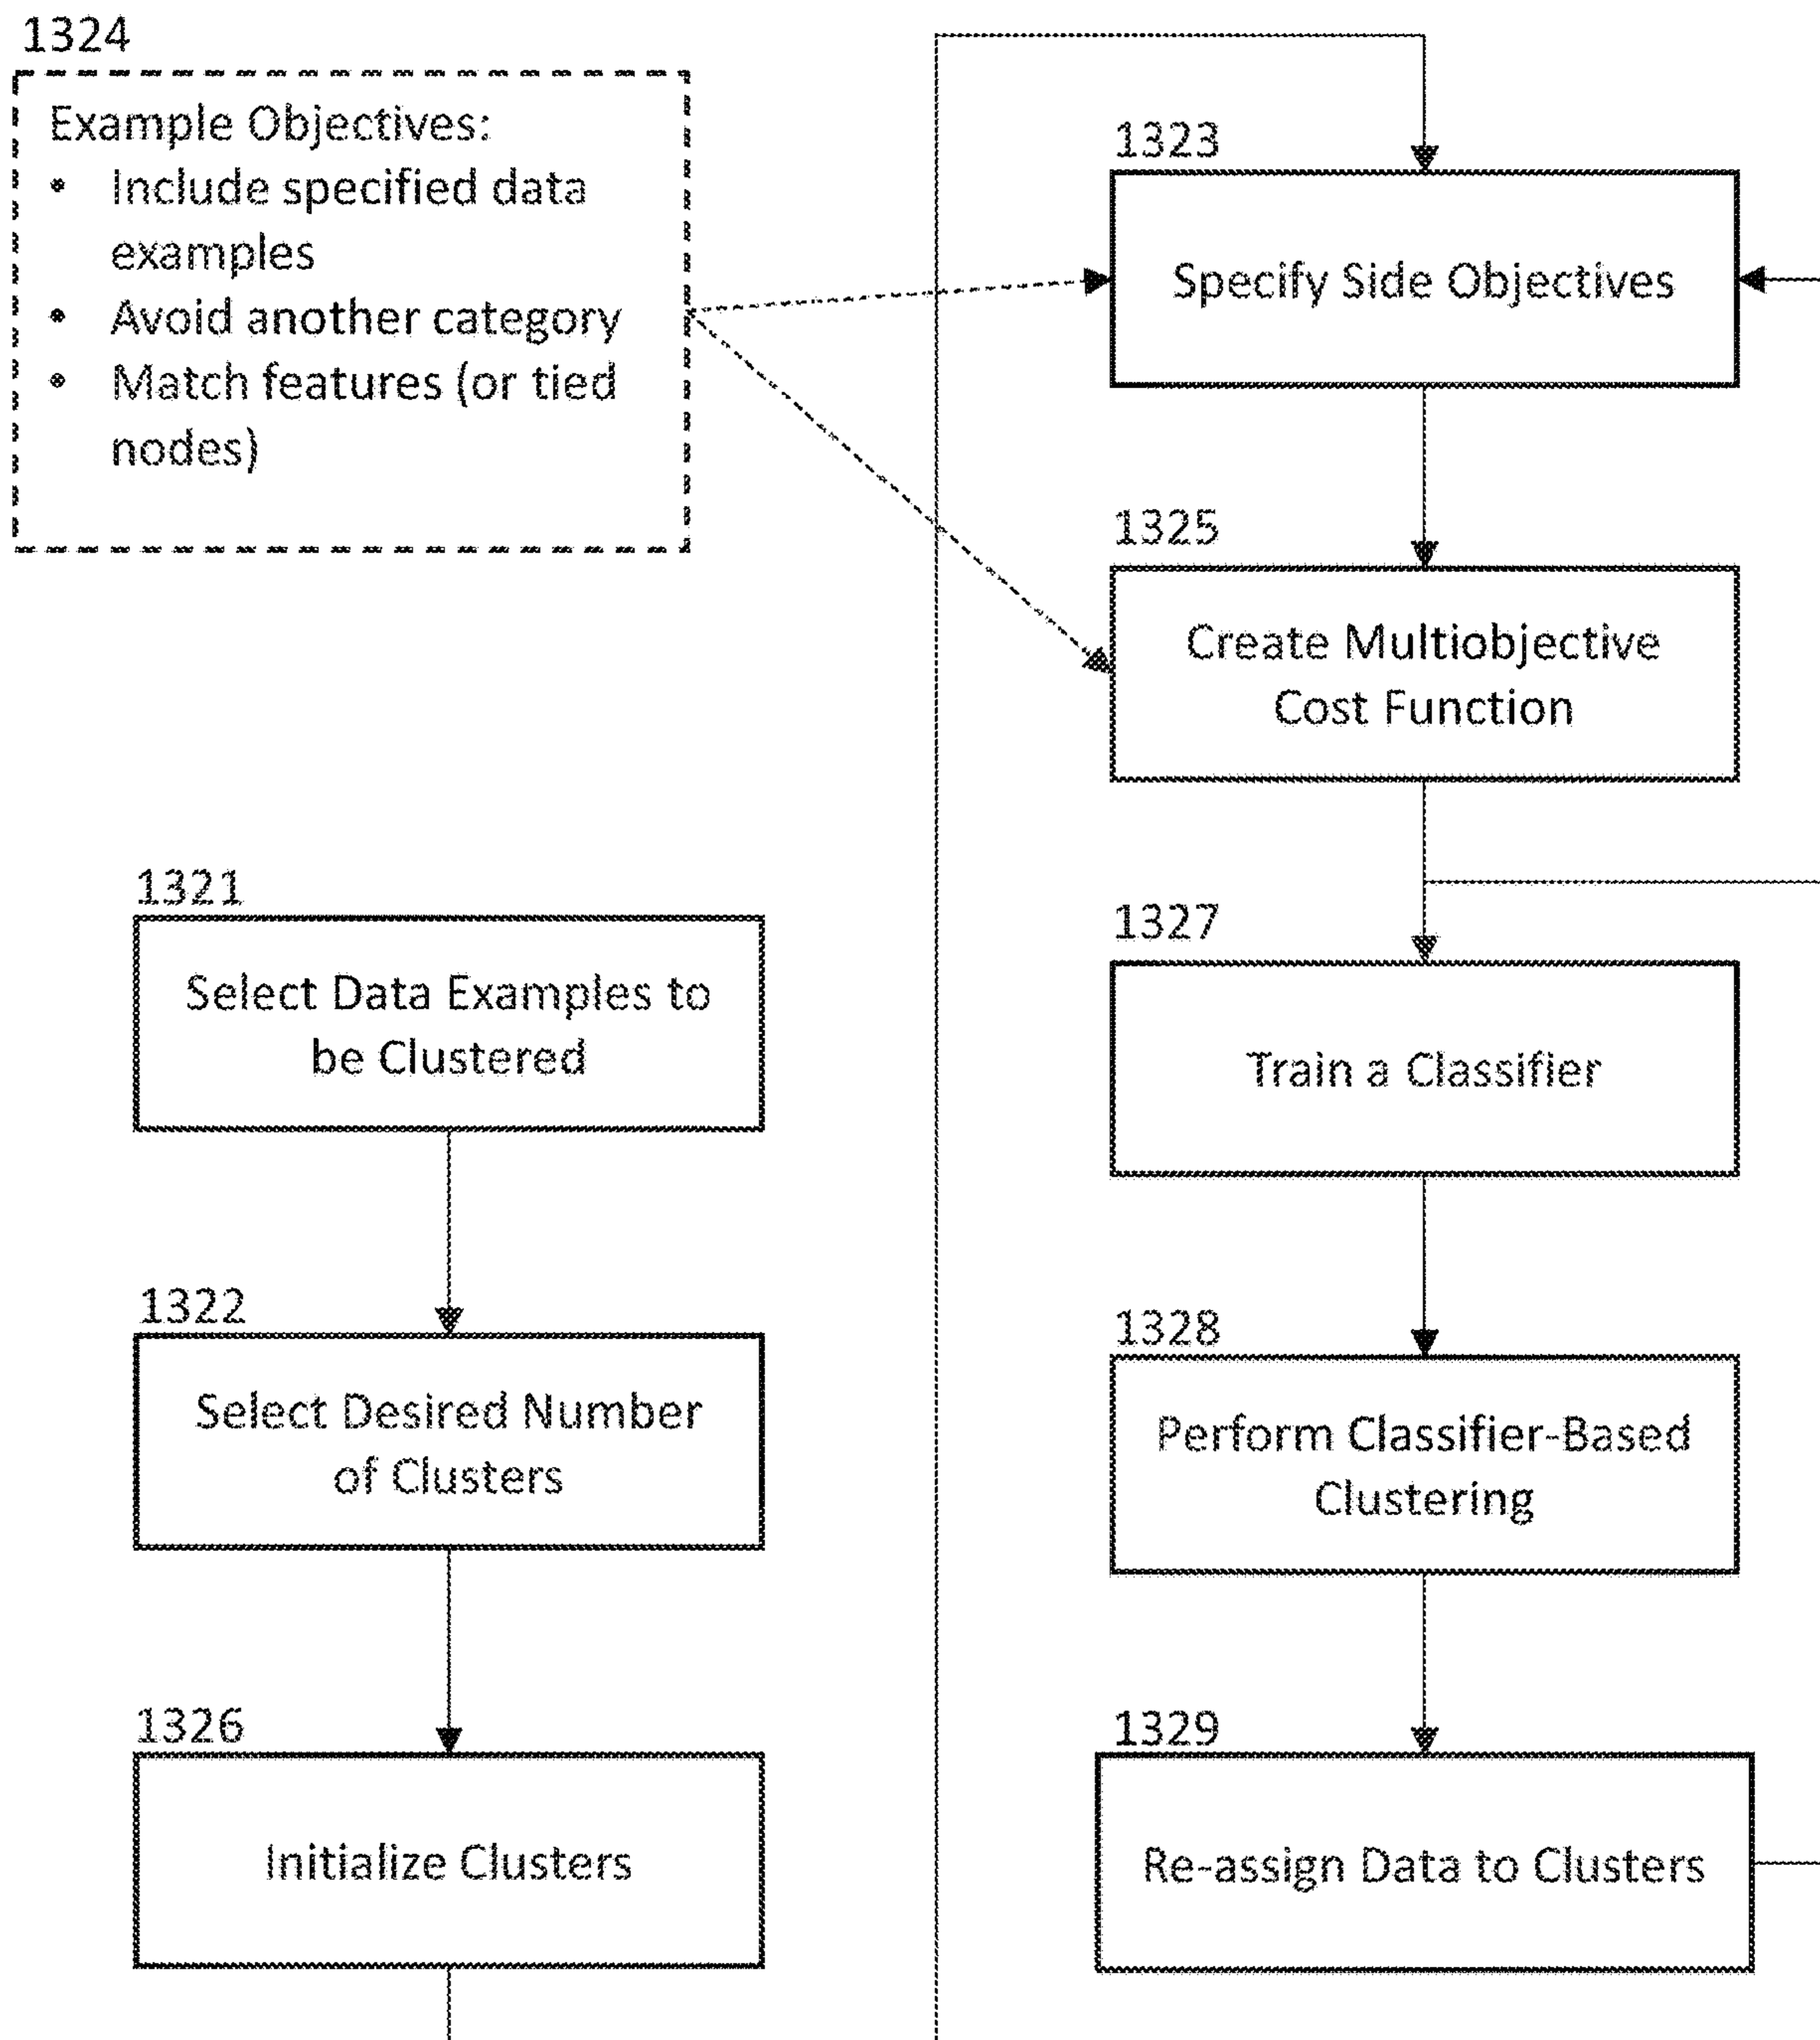 1324
Example Objectives:
• Include specified data
examples
• Avoid another category
• Match features (or tied
nodes)
1321
Select Data Examples to
be Clustered
1322
Select Desired Number
of Clusters
1326
Initialize Clusters
1323
Specify Side Objectives
1325
Create Multiobjective
Cost Function
1327
Train a Classifier
1328
Perform Classifier-Based
Clustering
1329
Re-assign Data to Clusters